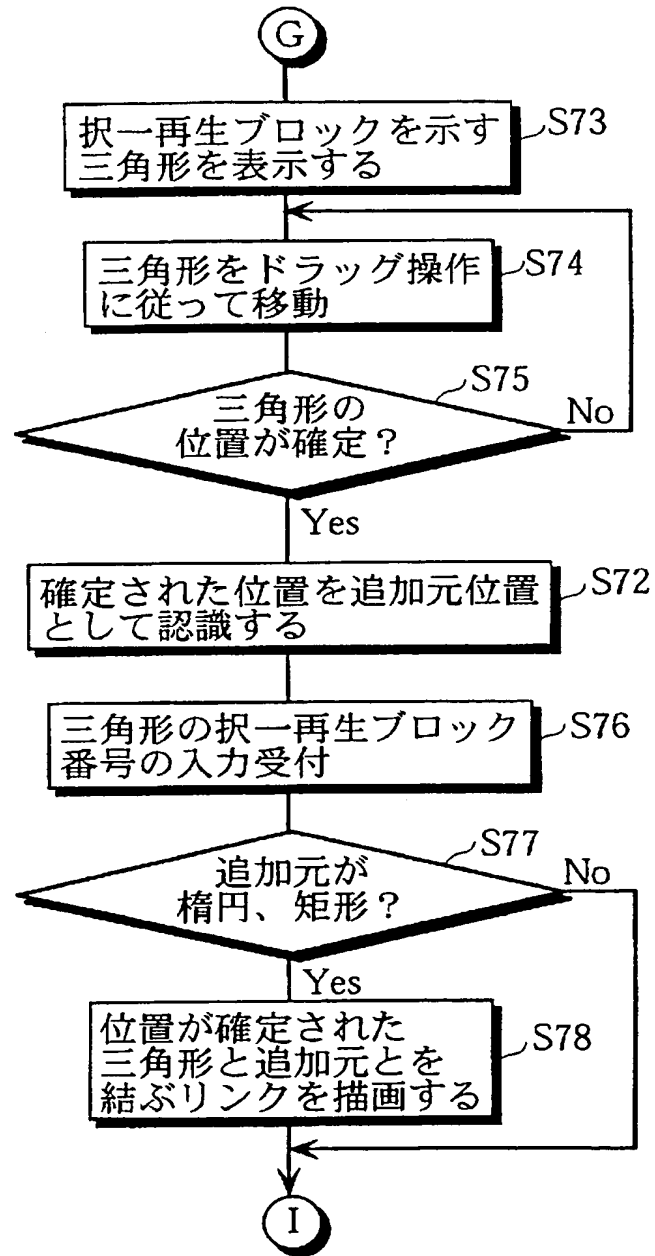 G
択一再生ブロックを示す
三角形を表示する
S73
三角形をドラッグ操作
に従って移動
S74
三角形の
位置が確定?
S75
No
Yes
確定された位置を追加元位置
として認識する
S72
三角形の択一再生ブロック
番号の入力受付
S76
追加元が
楕円、矩形?
S77
No
Yes
位置が確定された
三角形と追加元とを
結ぶリンクを描画する
S78
I